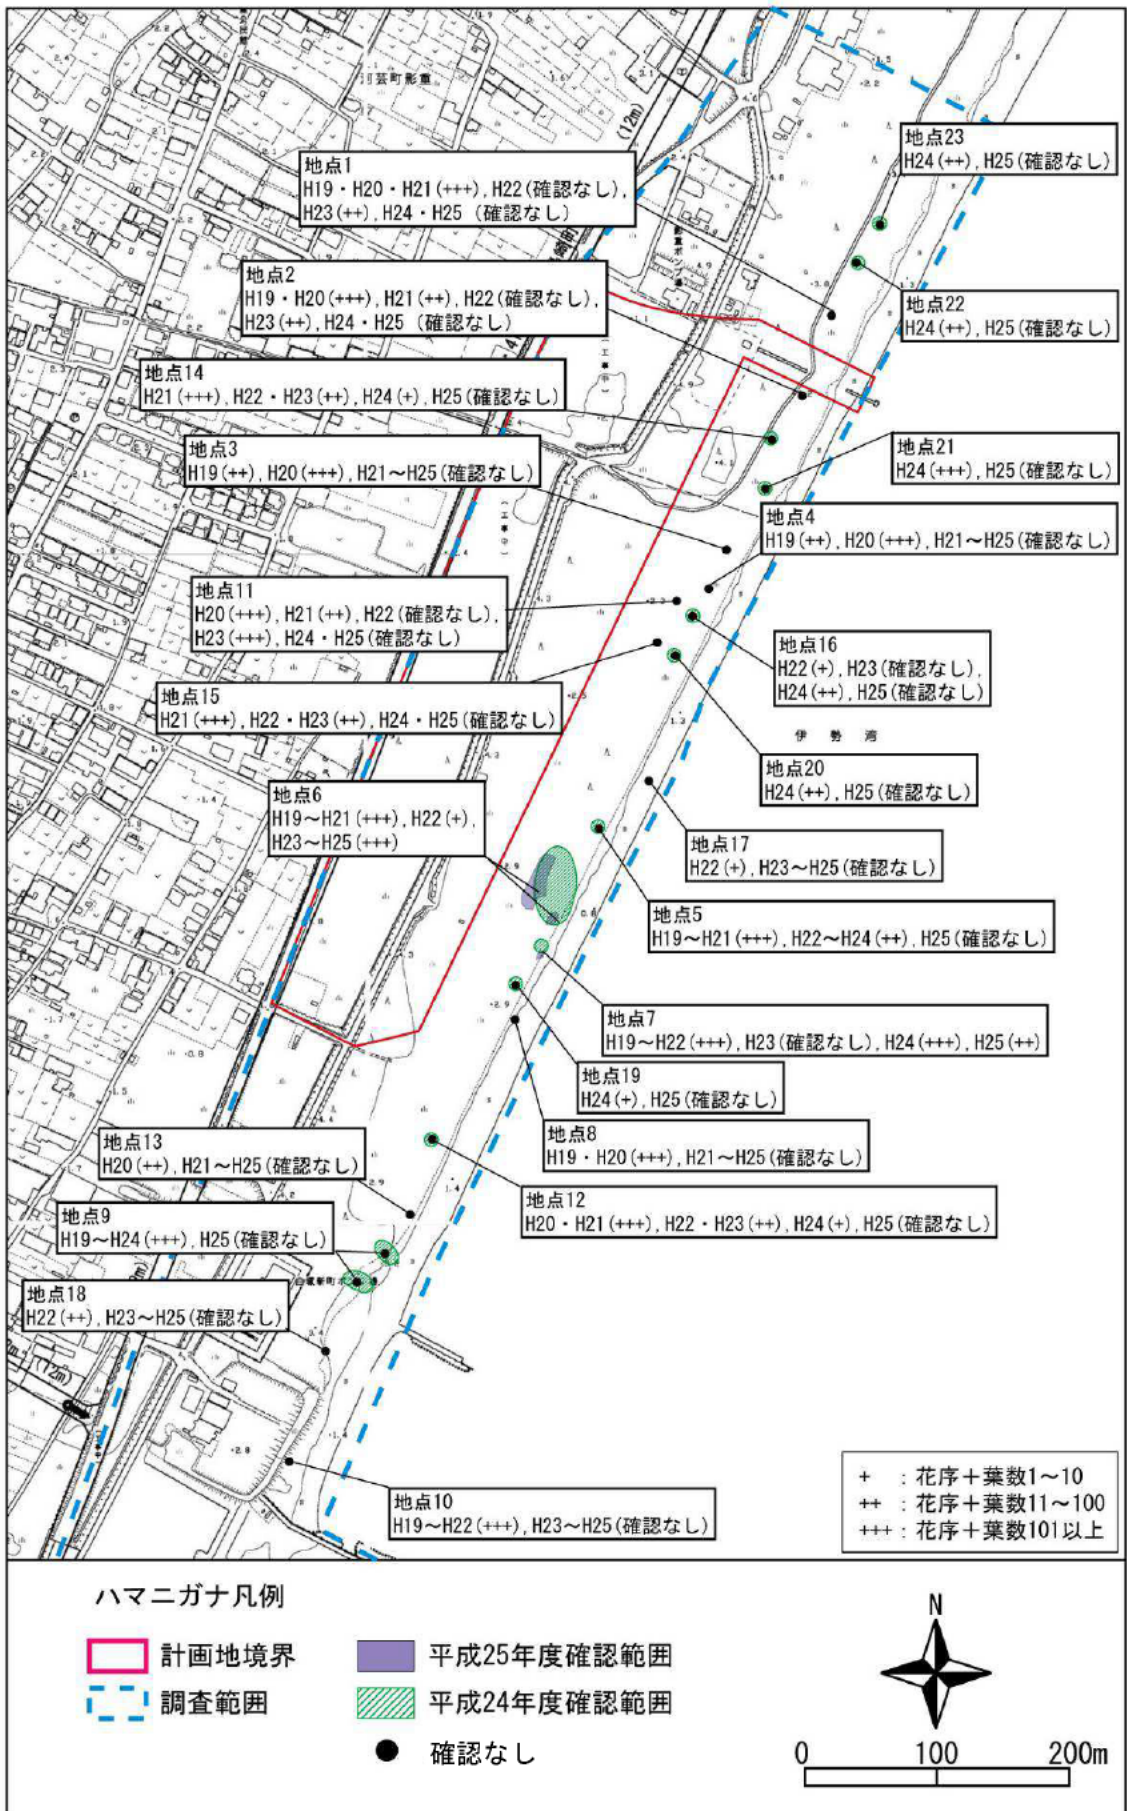 河芸町影重
(12m)
地点23
H24(++), H25(確認なし)
地点1
H19・H20・H21(+++), H22(確認なし),
H23(++), H24・H25 (確認なし)
地点2
H19・H20(+++), H21(++), H22(確認なし),
H23(++), H24・H25 (確認なし)
地点22
H24(++), H25(確認なし)
地点14
H21(+++), H22・H23(++), H24(+), H25(確認なし)
地点3
H19(++), H20(+++), H21～H25(確認なし)
地点21
H24(+++), H25(確認なし)
地点4
H19(++), H20(+++), H21～H25(確認なし)
地点11
H20(+++), H21(++), H22(確認なし),
H23(+++), H24・H25(確認なし)
地点16
H22(+), H23(確認なし),
H24(++), H25(確認なし)
地点15
H21(+++), H22・H23(++), H24・H25(確認なし)
伊勢湾
地点20
H24(++), H25(確認なし)
地点6
H19～H21(+++), H22(+),
H23～H25(+++)
地点17
H22(+), H23～H25(確認なし)
地点5
H19～H21(+++), H22～H24(++), H25(確認なし)
地点7
H19～H22(+++), H23(確認なし), H24(+++), H25(++)
地点19
H24(+), H25(確認なし)
地点8
H19・H20(+++), H21～H25(確認なし)
地点13
H20(++), H21～H25(確認なし)
地点12
H20・H21(+++), H22・H23(++), H24(+), H25(確認なし)
地点9
H19～H24(+++), H25(確認なし)
地点18
H22(++), H23～H25(確認なし)
地点10
H19～H22(+++), H23～H25(確認なし)
+ ：花序＋葉数1～10
++ ：花序＋葉数11～100
+++：花序＋葉数101以上
ハマニガナ凡例
計画地境界
平成25年度確認範囲
調査範囲
平成24年度確認範囲
確認なし
N
0 100 200m